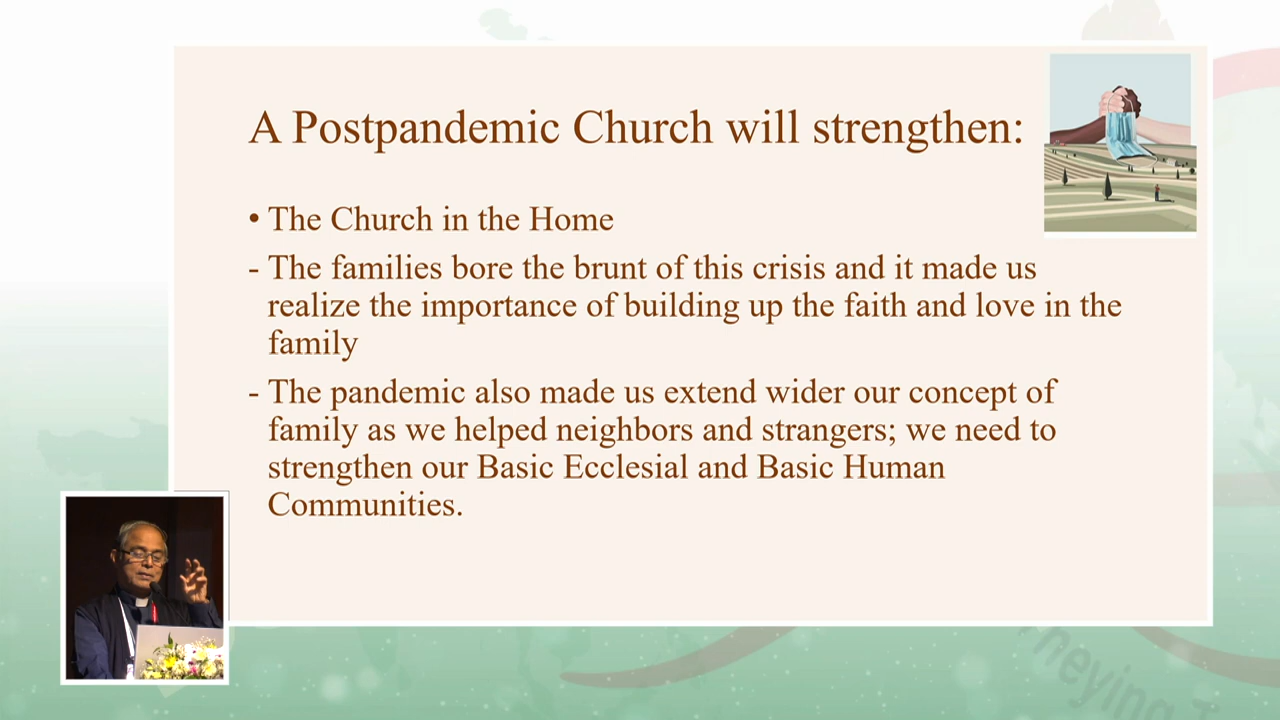 A Postpandemic Church will strengthen:
• The Church in the Home
- The families bore the brunt of this crisis and it made us
realize the importance of building up the faith and love in the
family
- The pandemic also made us extend wider our concept of
family as we helped neighbors and strangers; we need to
strengthen our Basic Ecclesial and Basic Human
Communities.